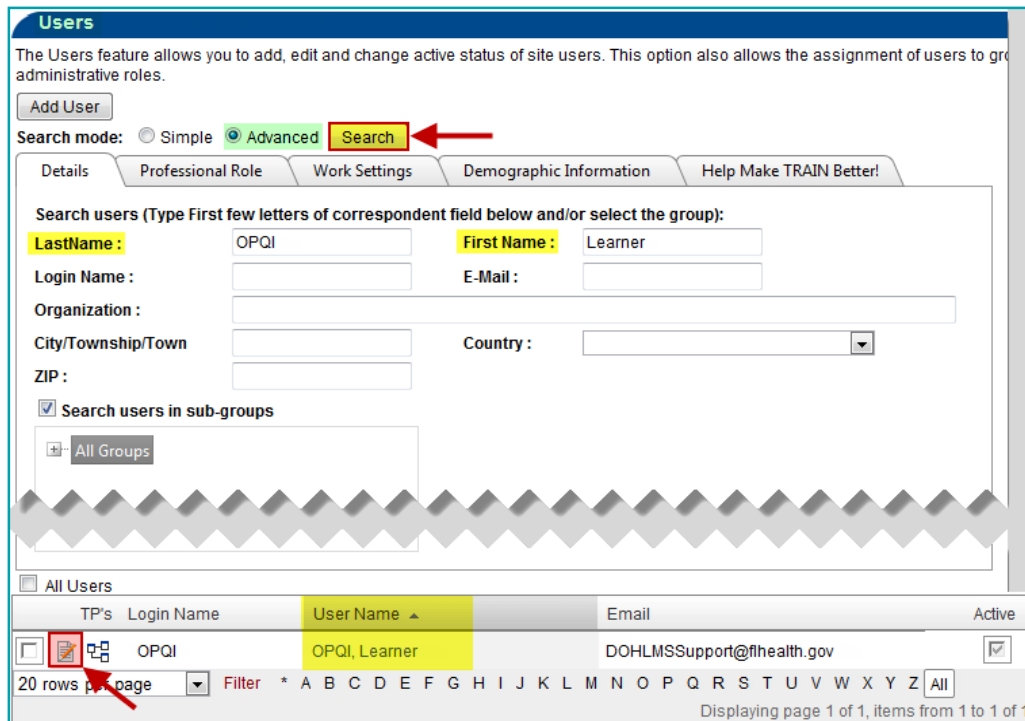 Users
The Users feature allows you to add, edit and change active status of site users. This option also allows the assignment of users to
administrative roles.
Add User
Search mode: Simple Advanced Search
Details Professional Role Work Settings Demographic Information Help Make TRAIN Better!
Search users (Type First few letters of correspondent field below and/or select the group):
LastName : OPQI First Name : Learner
Login Name : E-Mail :
Organization :
City/Township/Town Country :
ZIP :
Search users in sub-groups
All Groups
All Users
TP's Login Name User Name Email Active
OPQI OPQI, Learner DOHLMSSupport@flhealth.gov
20 rows per page Filter * A B C D E F G H I J K L M N O P Q R S T U V W X Y Z All
Displaying page 1 of 1, items from 1 to 1 of 1